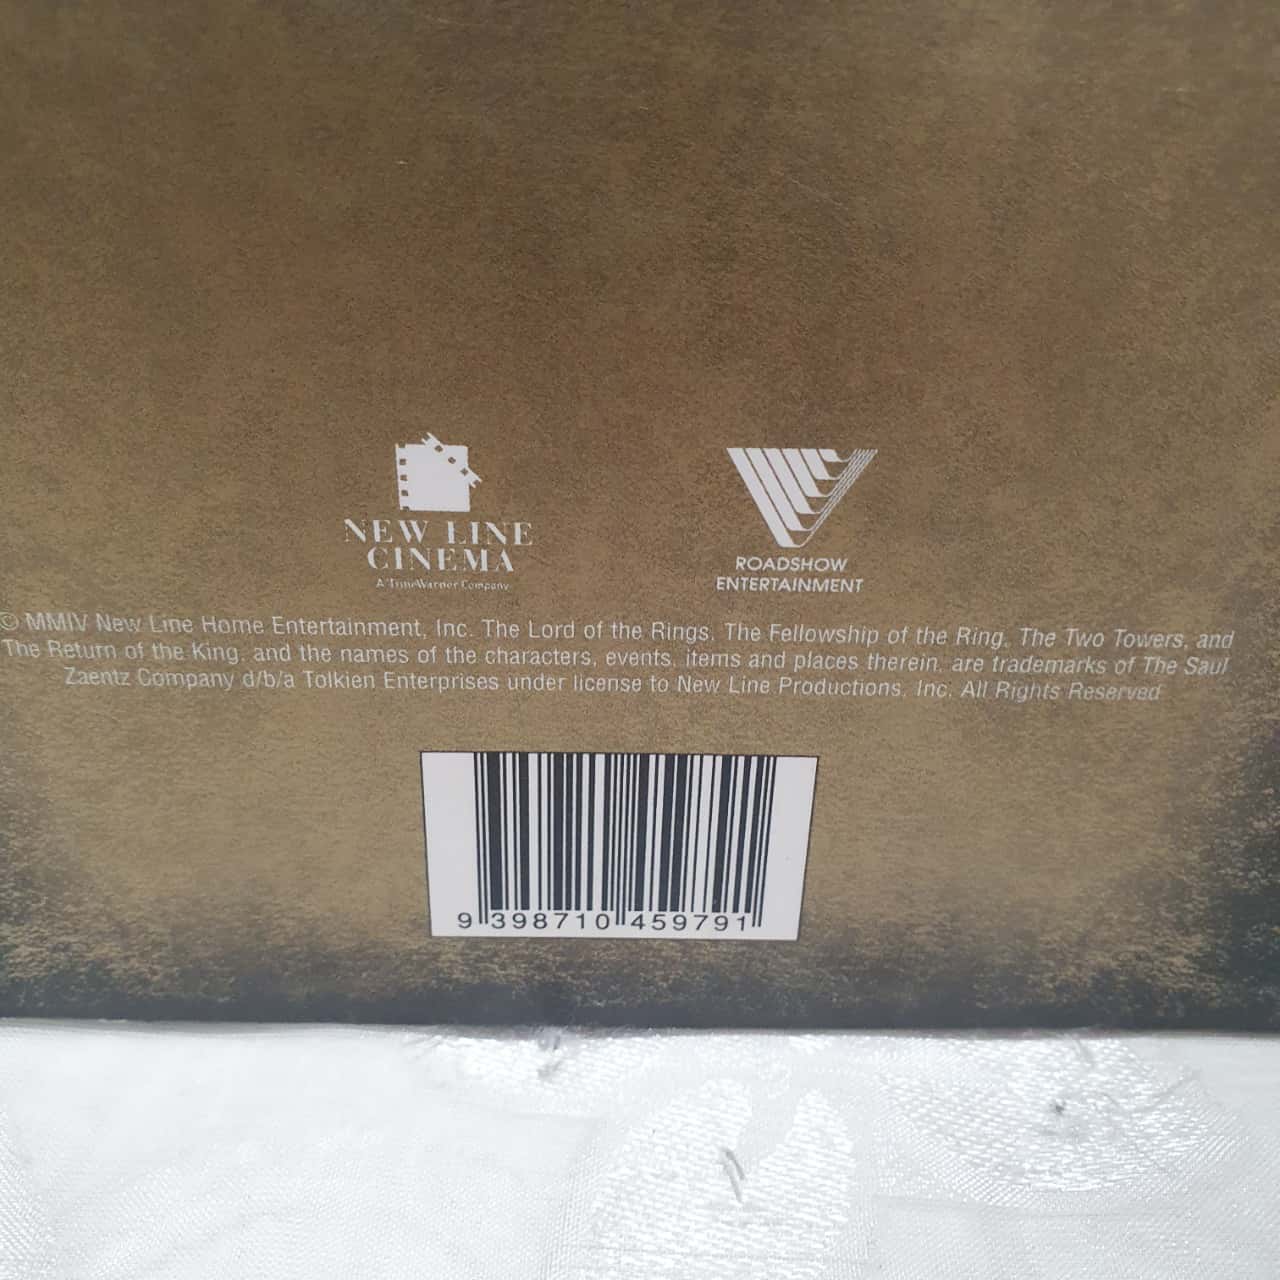 NEW LINE
CINEMA
A TimeWarner Company
ROADSHOW
ENTERTAINMENT
© MMIV New Line Home Entertainment, Inc. The Lord of the Rings, The Fellowship of the Ring, The Two Towers, and
The Return of the King, and the names of the characters, events, items and places therein, are trademarks of The Saul
Zaentz Company d/b/a Tolkien Enterprises under license to New Line Productions, Inc. All Rights Reserved
9 398710 459791